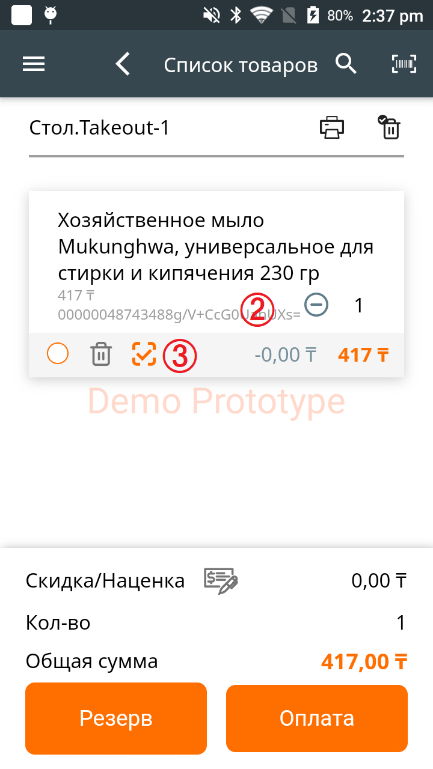 80% 2:37 pm
Список товаров
Стол.Takeout-1
Хозяйственное мыло
Mukunghwa, универсальное для
стирки и кипячения 230 гр
417 ₸
00000048743488g/V+CcG0 UXs=
2
1
3
-0,00 ₸ 417 ₸
Demo Prototype
Скидка/Наценка 0,00 ₸
Кол-во 1
Общая сумма 417,00 ₸
Резерв Оплата